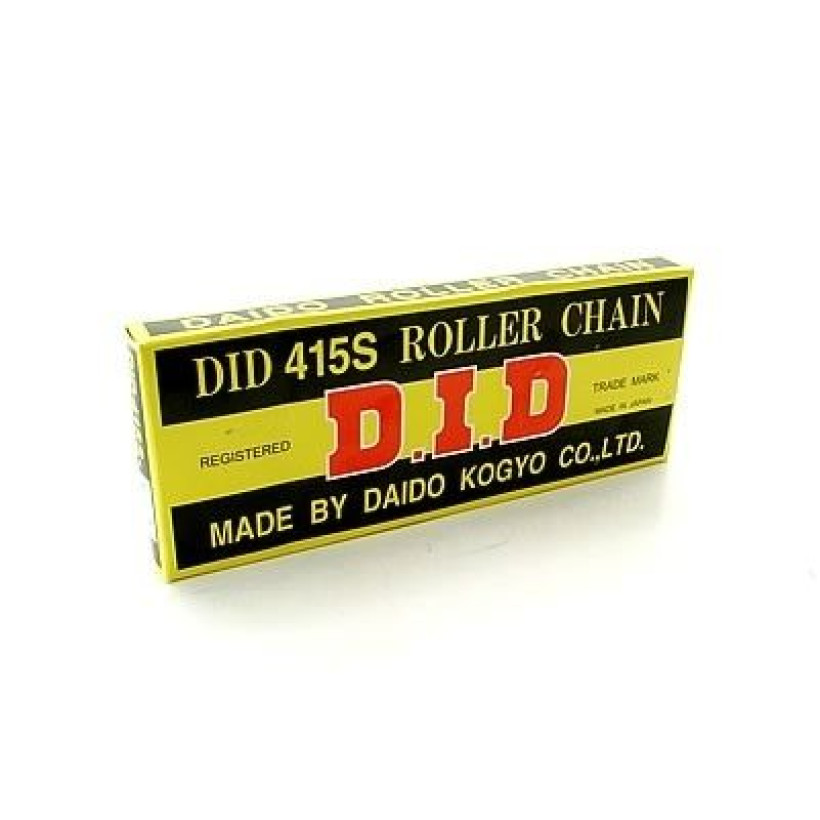 DAIDO ROLLER CHAIN
DID 415S ROLLER CHAIN
REGISTERED
D.I.D
TRADE MARK
MADE IN JAPAN
MADE BY DAIDO KOGYO CO.,LTD.